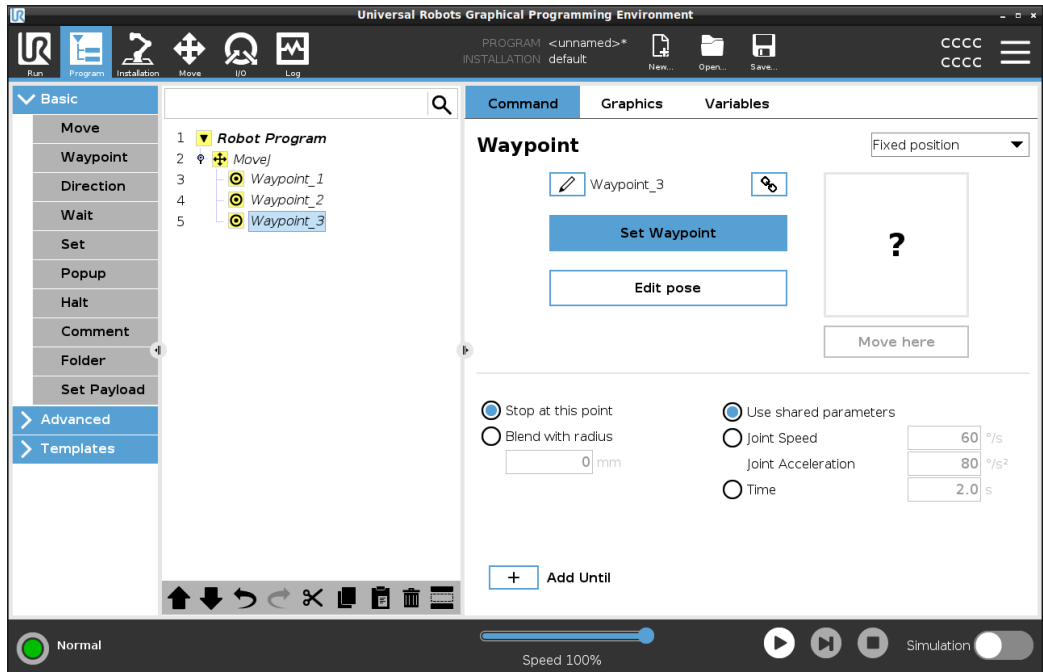 Universal Robots Graphical Programming Environment
UR
Run
Program
Installation
Move
I/O
Log
PROGRAM <unnamed>*
INSTALLATION default
New...
Open...
Save...
CCCC
CCCC
Basic
Move
Waypoint
Direction
Wait
Set
Popup
Halt
Comment
Folder
Set Payload
Advanced
Templates
1 Robot Program
2 MoveJ
3 Waypoint_1
4 Waypoint_2
5 Waypoint_3
Command Graphics Variables
Waypoint
Fixed position
Waypoint_3
Set Waypoint
Edit pose
?
Move here
Stop at this point
Blend with radius
0 mm
Use shared parameters
Joint Speed 60 °/s
Joint Acceleration 80 °/s²
Time 2.0 s
+ Add Until
Normal
Speed 100%
Simulation